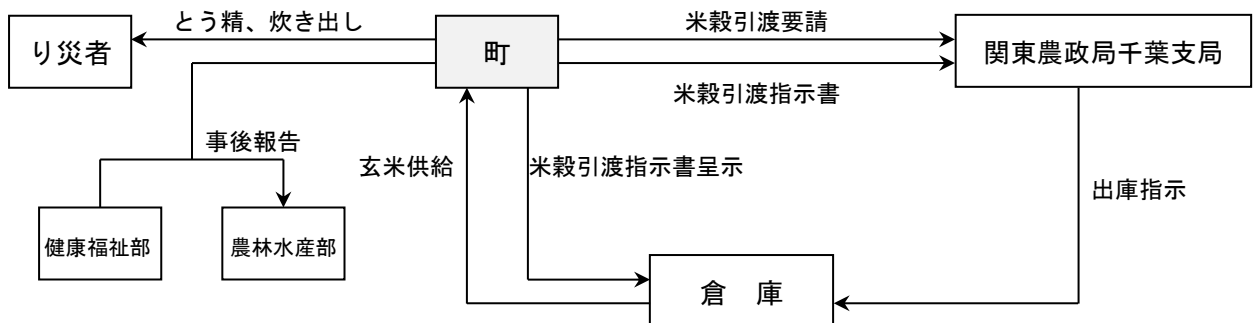 とう精、炊き出し
米穀引渡要請
り災者
町
関東農政局千葉支局
米穀引渡指示書
事後報告
玄米供給
米穀引渡指示書呈示
出庫指示
健康福祉部
農林水産部
倉　庫